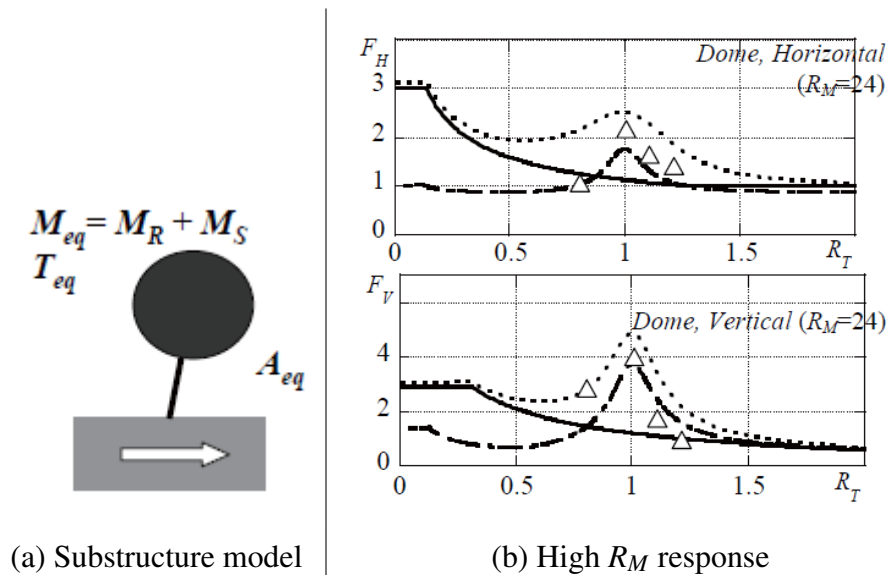 M_eq = M_R + M_S
T_eq
A_eq
(a) Substructure model
F_H
Dome, Horizontal
(R_M=24)
3
2
1
0
0 0.5 1 1.5 R_T
F_V
Dome, Vertical (R_M=24)
4
2
0
0 0.5 1 1.5 R_T
(b) High R_M response